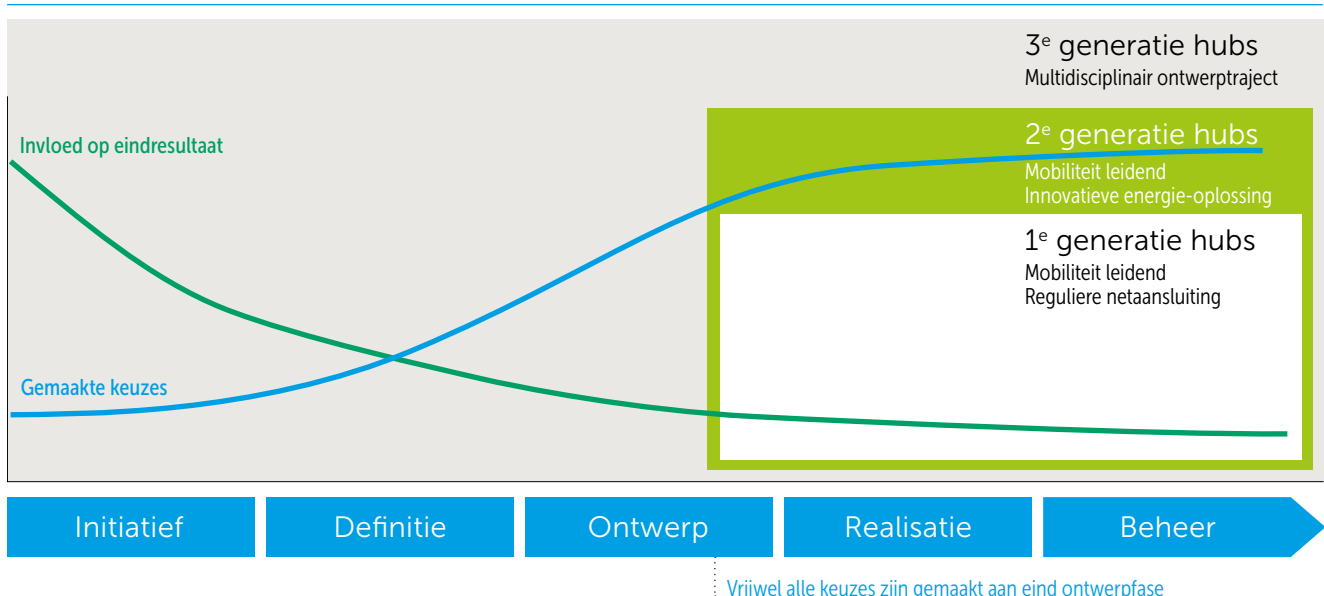 3e generatie hubs
Multidisciplinair ontwerptraject
Invloed op eindresultaat
2e generatie hubs
Mobiliteit leidend
Innovatieve energie-oplossing
1e generatie hubs
Mobiliteit leidend
Reguliere netaansluiting
Gemaakte keuzes
Initiatief
Definitie
Ontwerp
Realisatie
Beheer
Vrijwel alle keuzes zijn gemaakt aan eind ontwerpfase